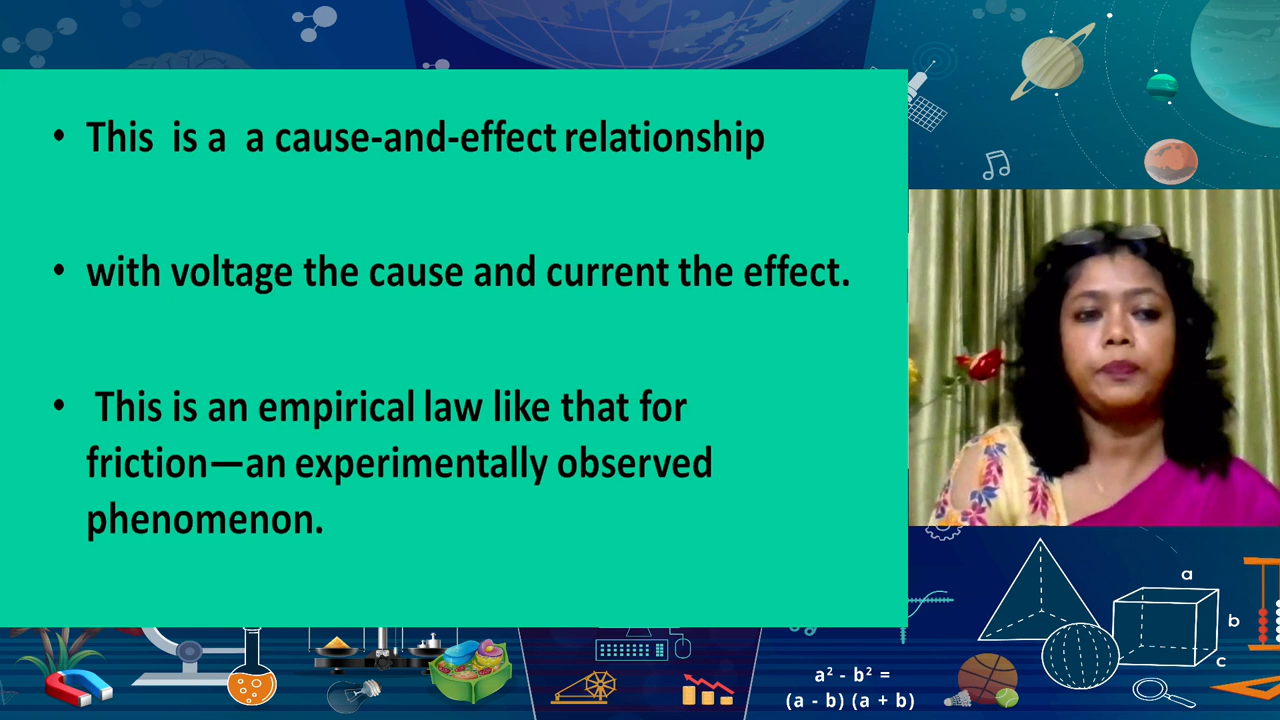 • This is a a cause-and-effect relationship
• with voltage the cause and current the effect.
• This is an empirical law like that for
friction—an experimentally observed
phenomenon.
a
b
c
a² - b² =
(a - b) (a + b)